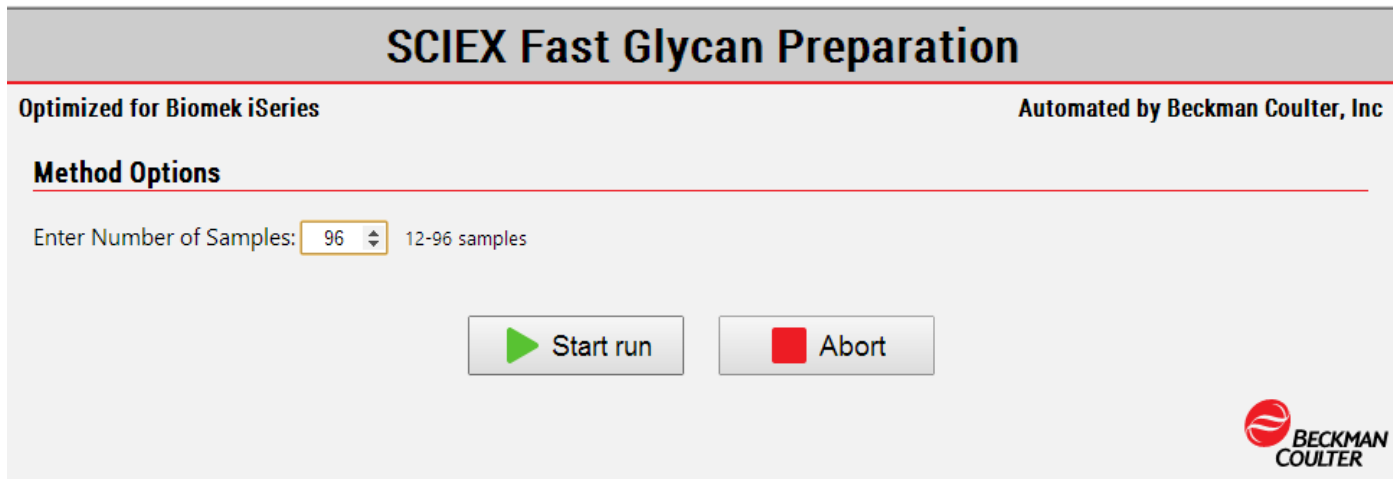 SCIEX Fast Glycan Preparation
Optimized for Biomek iSeries
Automated by Beckman Coulter, Inc
Method Options
Enter Number of Samples: 96 12-96 samples
Start run
Abort
BECKMAN
COULTER